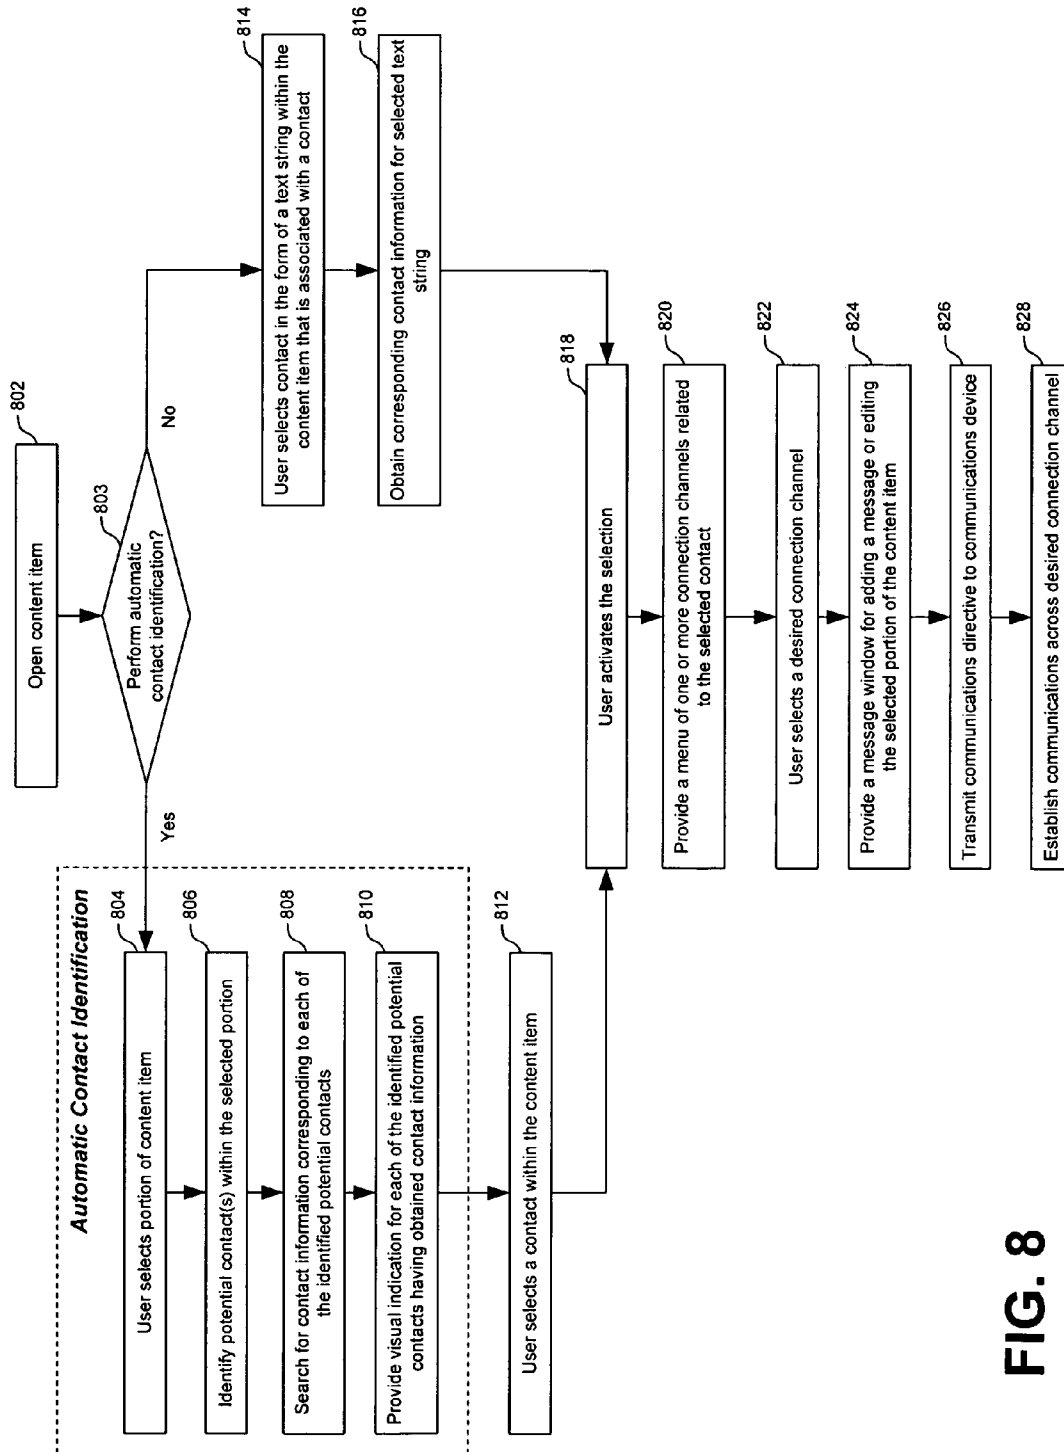 802
Open content item
803
Perform automatic
contact identification?
Yes
No
Automatic Contact Identification
804
User selects portion of content item
806
Identify potential contact(s) within the selected portion
808
Search for contact information corresponding to each of
the identified potential contacts
810
Provide visual indication for each of the identified potential
contacts having obtained contact information
812
User selects a contact within the content item
814
User selects contact in the form of a text string within the
content item that is associated with a contact
816
Obtain corresponding contact information for selected text
string
818
User activates the selection
820
Provide a menu of one or more connection channels related
to the selected contact
822
User selects a desired connection channel
824
Provide a message window for adding a message or editing
the selected portion of the content item
826
Transmit communications directive to communications device
828
Establish communications across desired connection channel
FIG. 8